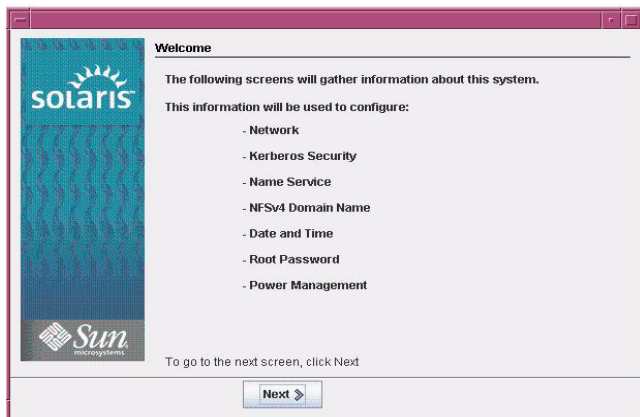 Welcome
solaris™
The following screens will gather information about this system.
This information will be used to configure:
- Network
- Kerberos Security
- Name Service
- NFSv4 Domain Name
- Date and Time
- Root Password
- Power Management
Sun
microsystems
To go to the next screen, click Next
Next